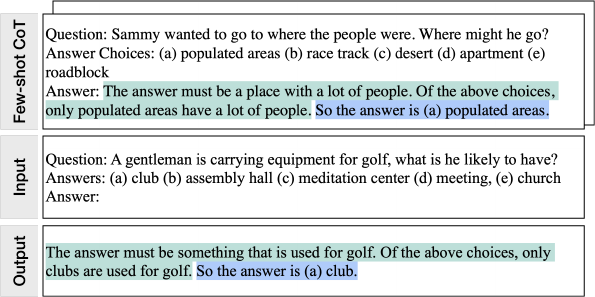 Few-shot CoT
Question: Sammy wanted to go to where the people were. Where might he go?
Answer Choices: (a) populated areas (b) race track (c) desert (d) apartment (e)
roadblock
Answer: The answer must be a place with a lot of people. Of the above choices,
only populated areas have a lot of people. So the answer is (a) populated areas.
Input
Question: A gentleman is carrying equipment for golf, what is he likely to have?
Answers: (a) club (b) assembly hall (c) meditation center (d) meeting, (e) church
Answer:
Output
The answer must be something that is used for golf. Of the above choices, only
clubs are used for golf. So the answer is (a) club.